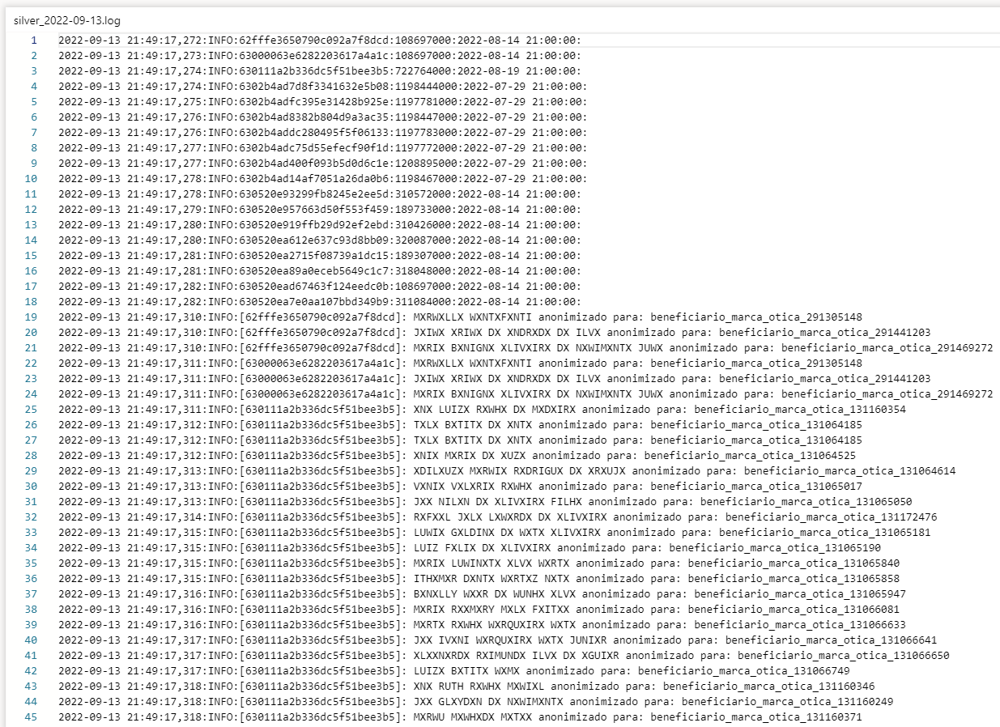 silver_2022-09-13.log
1 2022-09-13 21:49:17,272:INFO:62fffe3650790c092a7f8dcd:108697000:2022-08-14 21:00:00:
2 2022-09-13 21:49:17,273:INFO:63000063e6282203617a4a1c:108697000:2022-08-14 21:00:00:
3 2022-09-13 21:49:17,274:INFO:630111a2b336dc5f51bee3b5:722764000:2022-08-19 21:00:00:
4 2022-09-13 21:49:17,274:INFO:6302b4ad7d8f3341632e5b08:1198444000:2022-07-29 21:00:00:
5 2022-09-13 21:49:17,275:INFO:6302b4adfc395e31428b925e:1197781000:2022-07-29 21:00:00:
6 2022-09-13 21:49:17,276:INFO:6302b4ad8382b804d9a3ac35:1198447000:2022-07-29 21:00:00:
7 2022-09-13 21:49:17,276:INFO:6302b4addc280495f5f06133:1197783000:2022-07-29 21:00:00:
8 2022-09-13 21:49:17,277:INFO:6302b4adc75d55efecf90f1d:1197772000:2022-07-29 21:00:00:
9 2022-09-13 21:49:17,277:INFO:6302b4ad400f093b5d0d6c1e:1208895000:2022-07-29 21:00:00:
10 2022-09-13 21:49:17,278:INFO:6302b4ad14af7051a26da0b6:1198467000:2022-07-29 21:00:00:
11 2022-09-13 21:49:17,278:INFO:630520e93299fb8245e2ee5d:310572000:2022-08-14 21:00:00:
12 2022-09-13 21:49:17,279:INFO:630520e957663d50f553f459:189733000:2022-08-14 21:00:00:
13 2022-09-13 21:49:17,280:INFO:630520e919ffb29d92ef2ebd:310426000:2022-08-14 21:00:00:
14 2022-09-13 21:49:17,280:INFO:630520ea612e637c93d8bb09:320087000:2022-08-14 21:00:00:
15 2022-09-13 21:49:17,281:INFO:630520ea2715f08739a1dc15:189307000:2022-08-14 21:00:00:
16 2022-09-13 21:49:17,281:INFO:630520ea89a0eceb5649c1c7:318048000:2022-08-14 21:00:00:
17 2022-09-13 21:49:17,282:INFO:630520ead67463f124eedc0b:108697000:2022-08-14 21:00:00:
18 2022-09-13 21:49:17,282:INFO:630520ea7e0aa107bbd349b9:311084000:2022-08-14 21:00:00:
19 2022-09-13 21:49:17,310:INFO:[62fffe3650790c092a7f8dcd]: MXRWXLLX WXNTXFXNTI anonimizado para: beneficiario_marca_otica_291305148
20 2022-09-13 21:49:17,310:INFO:[62fffe3650790c092a7f8dcd]: JXIWX XRIWX DX XNDRXDX DX ILVX anonimizado para: beneficiario_marca_otica_291441203
21 2022-09-13 21:49:17,310:INFO:[62fffe3650790c092a7f8dcd]: MXRIX BXNIGNX XLIVXIRX DX NXWIMXNTX JUWX anonimizado para: beneficiario_marca_otica_291469272
22 2022-09-13 21:49:17,311:INFO:[63000063e6282203617a4a1c]: MXRWXLLX WXNTXFXNTI anonimizado para: beneficiario_marca_otica_291305148
23 2022-09-13 21:49:17,311:INFO:[63000063e6282203617a4a1c]: JXIWX XRIWX DX XNDRXDX DX ILVX anonimizado para: beneficiario_marca_otica_291441203
24 2022-09-13 21:49:17,311:INFO:[63000063e6282203617a4a1c]: MXRIX BXNIGNX XLIVXIRX DX NXWIMXNTX JUWX anonimizado para: beneficiario_marca_otica_291469272
25 2022-09-13 21:49:17,311:INFO:[630111a2b336dc5f51bee3b5]: XNX LUIZX RXWHX DX MXDXIRX anonimizado para: beneficiario_marca_otica_131160354
26 2022-09-13 21:49:17,312:INFO:[630111a2b336dc5f51bee3b5]: TXLX BXTITX DX XNTX anonimizado para: beneficiario_marca_otica_131064185
27 2022-09-13 21:49:17,312:INFO:[630111a2b336dc5f51bee3b5]: TXLX BXTITX DX XNTX anonimizado para: beneficiario_marca_otica_131064185
28 2022-09-13 21:49:17,312:INFO:[630111a2b336dc5f51bee3b5]: XNIX MXRIX DX XUZX anonimizado para: beneficiario_marca_otica_131064525
29 2022-09-13 21:49:17,313:INFO:[630111a2b336dc5f51bee3b5]: XDILXUZX MXRWIX RXDRIGUX DX XRXUJX anonimizado para: beneficiario_marca_otica_131064614
30 2022-09-13 21:49:17,313:INFO:[630111a2b336dc5f51bee3b5]: VXNIX VXLXRIX RXWHX anonimizado para: beneficiario_marca_otica_131065017
31 2022-09-13 21:49:17,313:INFO:[630111a2b336dc5f51bee3b5]: JXX NILXN DX XLIVXIRX FILHX anonimizado para: beneficiario_marca_otica_131065050
32 2022-09-13 21:49:17,314:INFO:[630111a2b336dc5f51bee3b5]: RXFXXL JXLX LXWXRDX DX XLIVXIRX anonimizado para: beneficiario_marca_otica_131172476
33 2022-09-13 21:49:17,315:INFO:[630111a2b336dc5f51bee3b5]: LUWIX GXLDINX DX WXTX XLIVXIRX anonimizado para: beneficiario_marca_otica_131065181
34 2022-09-13 21:49:17,315:INFO:[630111a2b336dc5f51bee3b5]: LUIZ FXLIX DX XLIVXIRX anonimizado para: beneficiario_marca_otica_131065190
35 2022-09-13 21:49:17,315:INFO:[630111a2b336dc5f51bee3b5]: MXRIX LUWINXTX XLVX WXRTX anonimizado para: beneficiario_marca_otica_131065840
36 2022-09-13 21:49:17,315:INFO:[630111a2b336dc5f51bee3b5]: ITHXMXR DXNTX WXRTXZ NXTX anonimizado para: beneficiario_marca_otica_131065858
37 2022-09-13 21:49:17,316:INFO:[630111a2b336dc5f51bee3b5]: BXNXLLY WXXR DX WUNHX XLVX anonimizado para: beneficiario_marca_otica_131065947
38 2022-09-13 21:49:17,316:INFO:[630111a2b336dc5f51bee3b5]: MXRIX RXXMXRY MXLX FXITXX anonimizado para: beneficiario_marca_otica_131066081
39 2022-09-13 21:49:17,316:INFO:[630111a2b336dc5f51bee3b5]: MXRTX RXWHX WXRQUXIRX WXTX anonimizado para: beneficiario_marca_otica_131066633
40 2022-09-13 21:49:17,317:INFO:[630111a2b336dc5f51bee3b5]: JXX IVXNI WXRQUXIRX WXTX JUNIXR anonimizado para: beneficiario_marca_otica_131066641
41 2022-09-13 21:49:17,317:INFO:[630111a2b336dc5f51bee3b5]: XLXXNXRDX RXIMUNDX ILVX DX XGUIXR anonimizado para: beneficiario_marca_otica_131066650
42 2022-09-13 21:49:17,317:INFO:[630111a2b336dc5f51bee3b5]: LUIZX BXTITX WXMX anonimizado para: beneficiario_marca_otica_131066749
43 2022-09-13 21:49:17,318:INFO:[630111a2b336dc5f51bee3b5]: XNX RUTH RXWHX MXWIXL anonimizado para: beneficiario_marca_otica_131160346
44 2022-09-13 21:49:17,318:INFO:[630111a2b336dc5f51bee3b5]: JXX GLXYDXN DX NXWIMXNTX anonimizado para: beneficiario_marca_otica_131160249
45 2022-09-13 21:49:17,318:INFO:[630111a2b336dc5f51bee3b5]: MXRWU MXWHXDX MXTXX anonimizado para: beneficiario_marca_otica_131160371